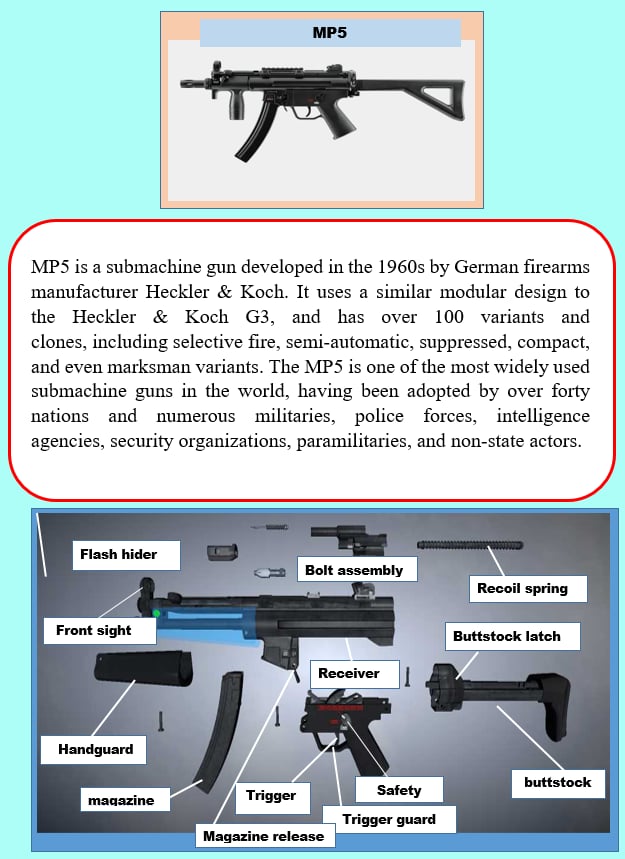 MP5
MP5 is a submachine gun developed in the 1960s by German firearms
manufacturer Heckler & Koch. It uses a similar modular design to
the Heckler & Koch G3, and has over 100 variants and
clones, including selective fire, semi-automatic, suppressed, compact,
and even marksman variants. The MP5 is one of the most widely used
submachine guns in the world, having been adopted by over forty
nations and numerous militaries, police forces, intelligence
agencies, security organizations, paramilitaries, and non-state actors.
Flash hider
Bolt assembly
Recoil spring
Front sight
Buttstock latch
Receiver
Handguard
buttstock
magazine
Trigger
Safety
Trigger guard
Magazine release